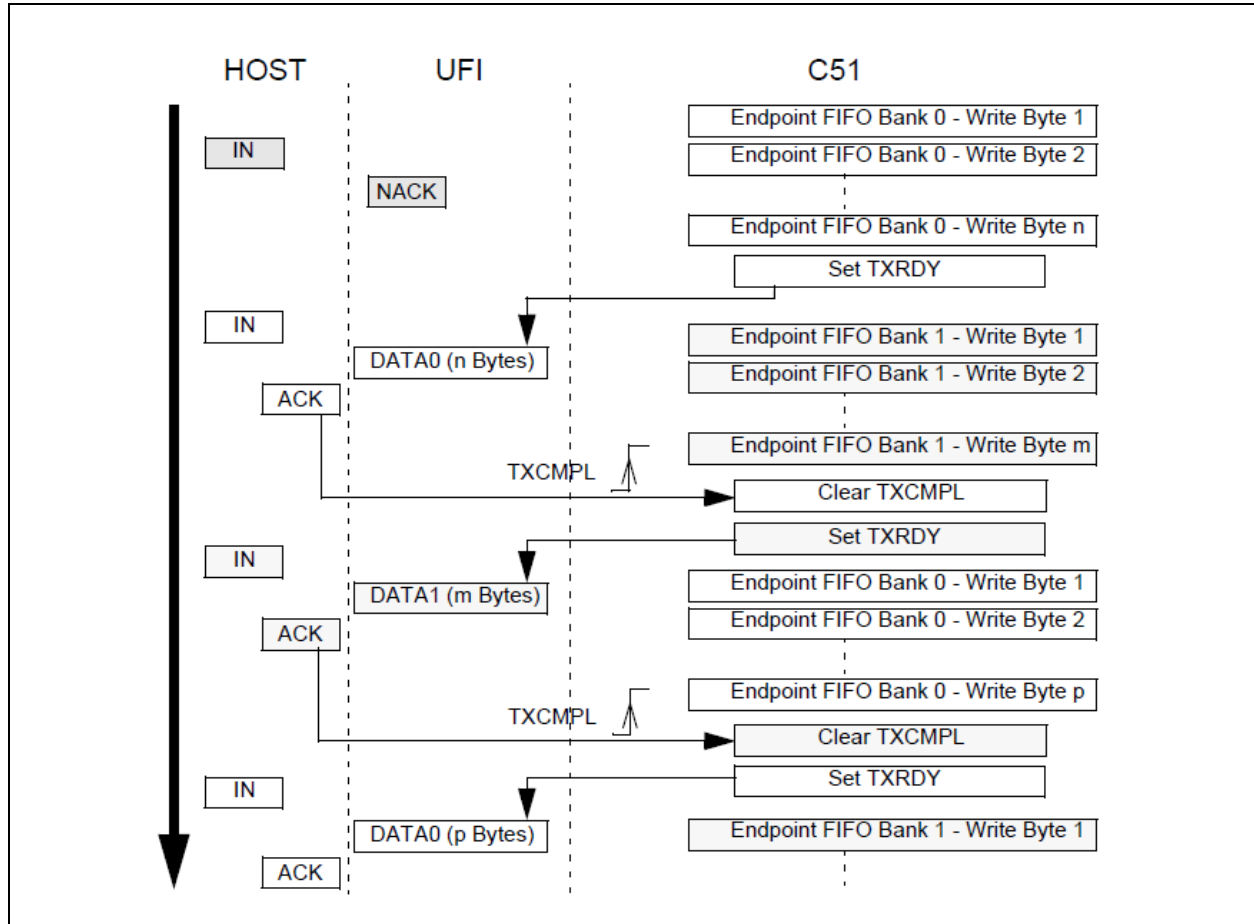 HOST UFI C51
Endpoint FIFO Bank 0 - Write Byte 1
IN
Endpoint FIFO Bank 0 - Write Byte 2
NACK
Endpoint FIFO Bank 0 - Write Byte n
Set TXRDY
IN
Endpoint FIFO Bank 1 - Write Byte 1
DATA0 (n Bytes)
Endpoint FIFO Bank 1 - Write Byte 2
ACK
Endpoint FIFO Bank 1 - Write Byte m
TXCMPL
Clear TXCMPL
Set TXRDY
IN
Endpoint FIFO Bank 0 - Write Byte 1
DATA1 (m Bytes)
Endpoint FIFO Bank 0 - Write Byte 2
ACK
Endpoint FIFO Bank 0 - Write Byte p
TXCMPL
Clear TXCMPL
Set TXRDY
IN
DATA0 (p Bytes)
Endpoint FIFO Bank 1 - Write Byte 1
ACK